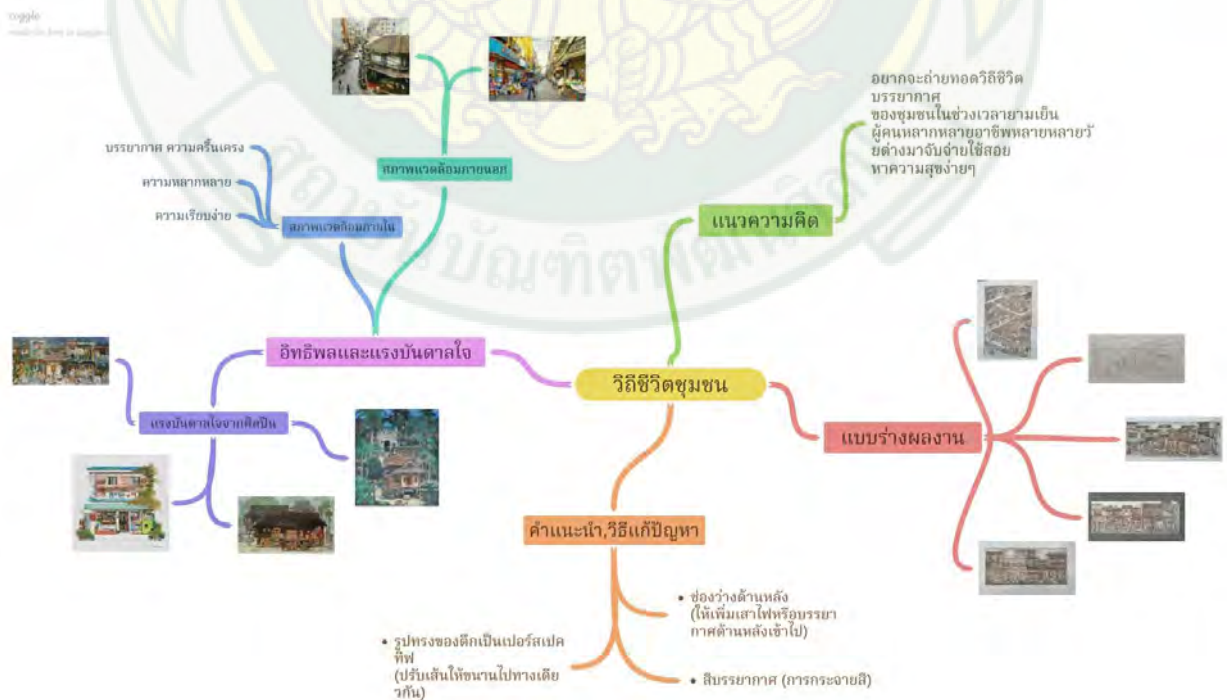 toggle
สถาบันบัณฑิตพัฒนศิลป์
อยากจะถ่ายทอดวิถีชีวิต
บรรยากาศ
ของชุมชนในช่วงเวลายามเย็น
ผู้คนหลากหลายอาชีพหลายหลายวั
ยต่างมาจับจ่ายใช้สอย
หาความสุขง่ายๆ
แนวความคิด
สภาพแวดล้อมภายนอก
บรรยากาศ ความครื้นเครง
ความหลากหลาย
ความเรียบง่าย
สภาพแวดล้อมภายใน
อิทธิพลและแรงบันดาลใจ
วิถีชีวิตชุมชน
แรงบันดาลใจจากศิลปิน
แบบร่างผลงาน
คำแนะนำ,วิธีแก้ปัญหา
• ช่องว่างด้านหลัง
(ให้เพิ่มเสาไฟหรือบรรยา
กาศด้านหลังเข้าไป)
• รูปทรงของตึกเป็นเปอร์สเปค
ทีฟ
(ปรับเส้นให้ขนานไปทางเดีย
วกัน)
• สีบรรยากาศ (การกระจายสี)